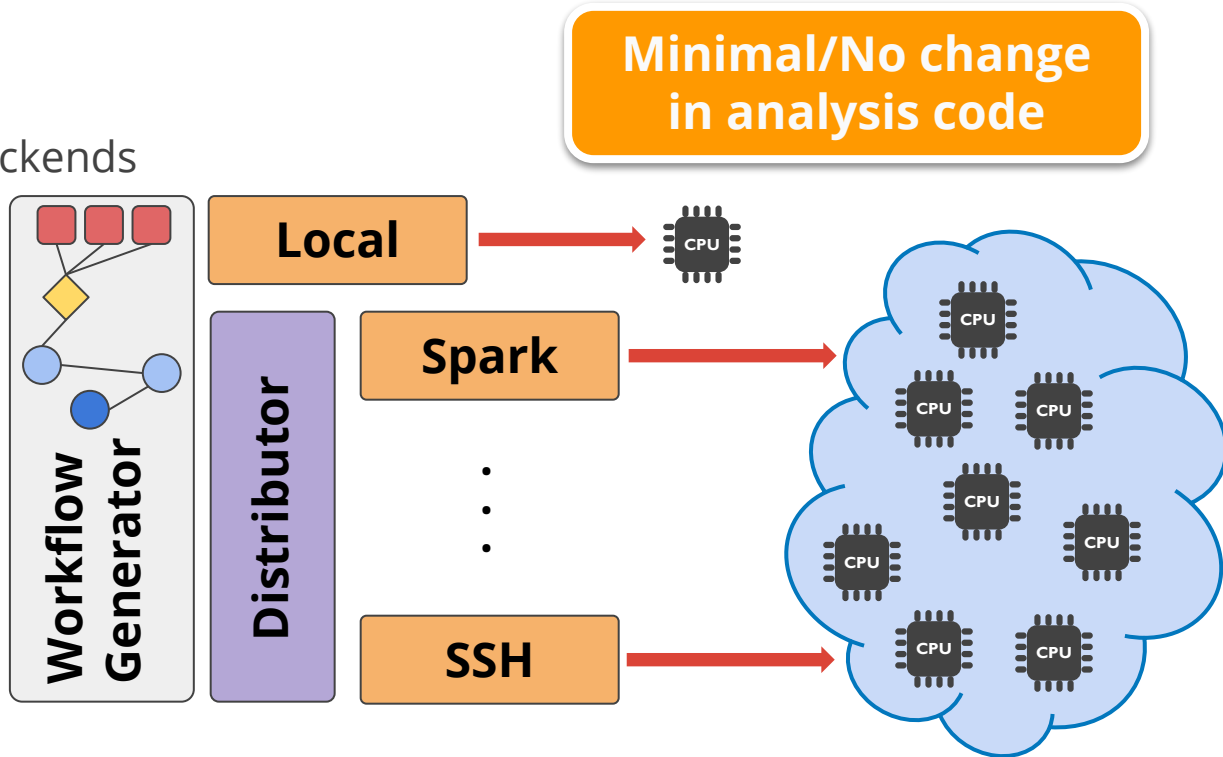 Minimal/No change
in analysis code
ckends
Local
CPU
CPU
Spark
CPU
CPU
Workflow
Generator
Distributor
CPU
CPU
CPU
SSH
CPU
CPU